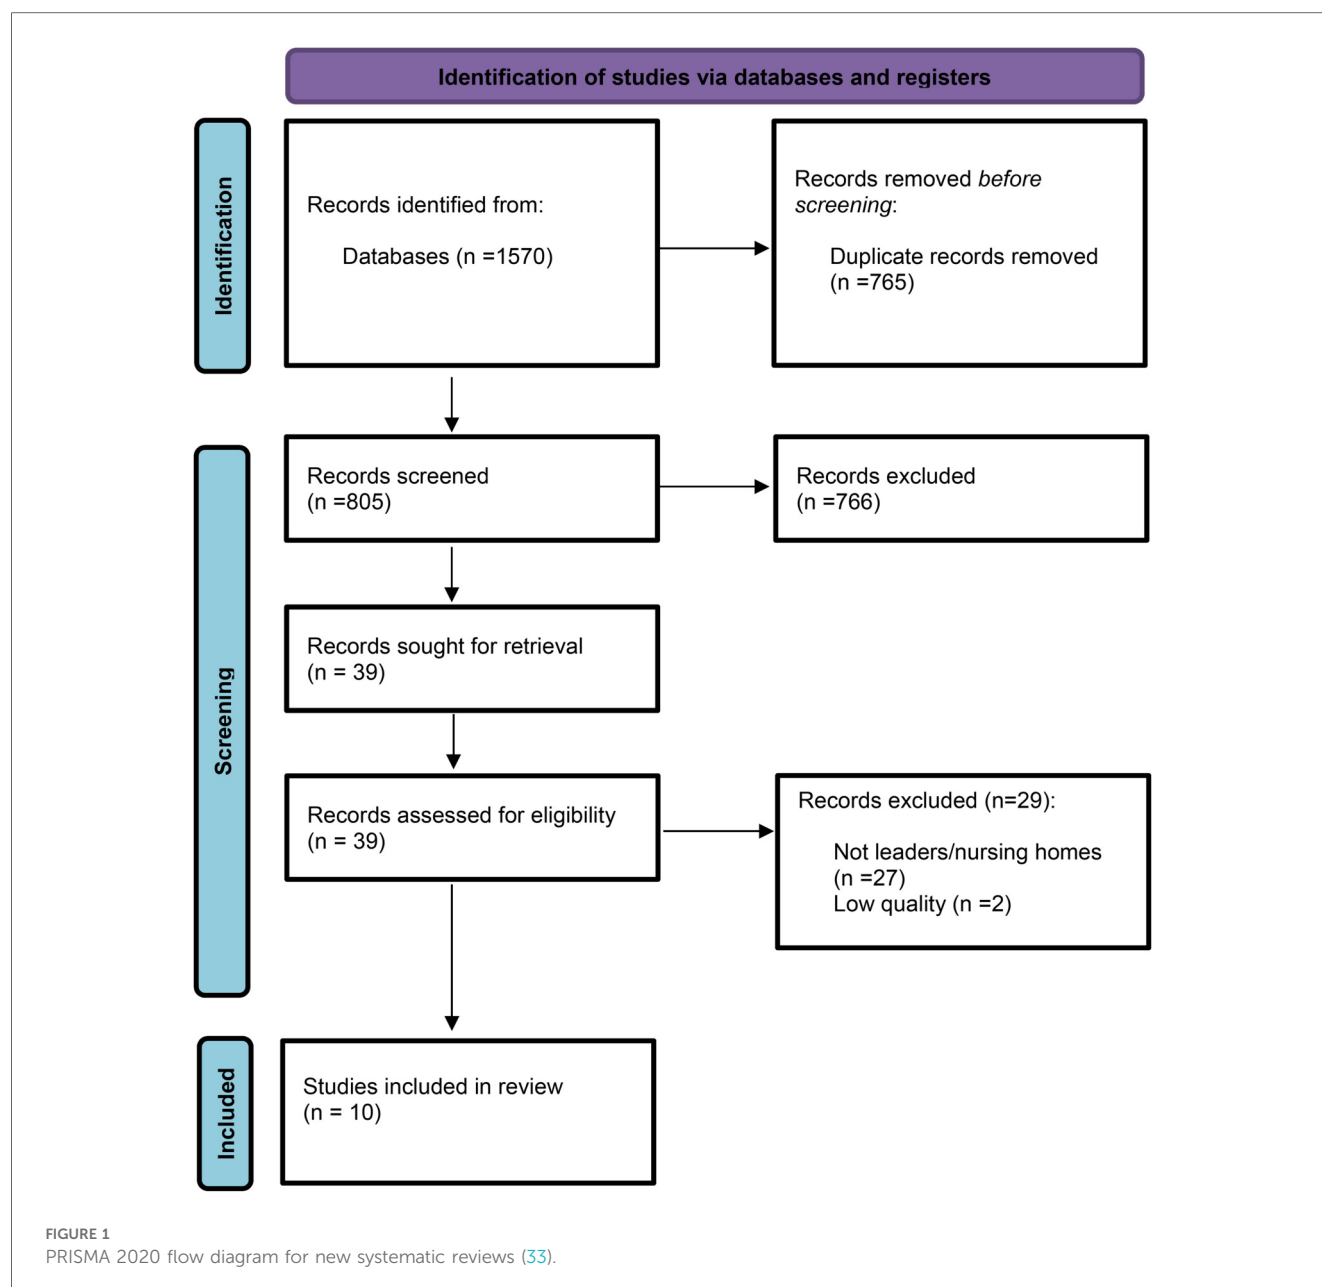 Identification of studies via databases and registers
Identification
Records identified from:
Databases (n =1570)
Records removed before
screening:
Duplicate records removed
(n =765)
Screening
Records screened
(n =805)
Records excluded
(n =766)
Records sought for retrieval
(n = 39)
Records assessed for eligibility
(n = 39)
Records excluded (n=29):
Not leaders/nursing homes
(n =27)
Low quality (n =2)
Included
Studies included in review
(n = 10)
FIGURE 1
PRISMA 2020 flow diagram for new systematic reviews (33).